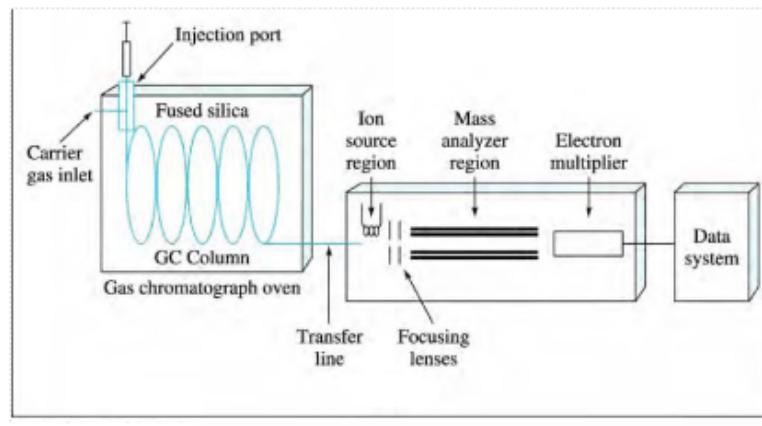 Injection port
Fused silica
Carrier
gas inlet
GC Column
Gas chromatograph oven
Ion
source
region
Mass
analyzer
region
Electron
multiplier
Data
system
Transfer
line
Focusing
lenses